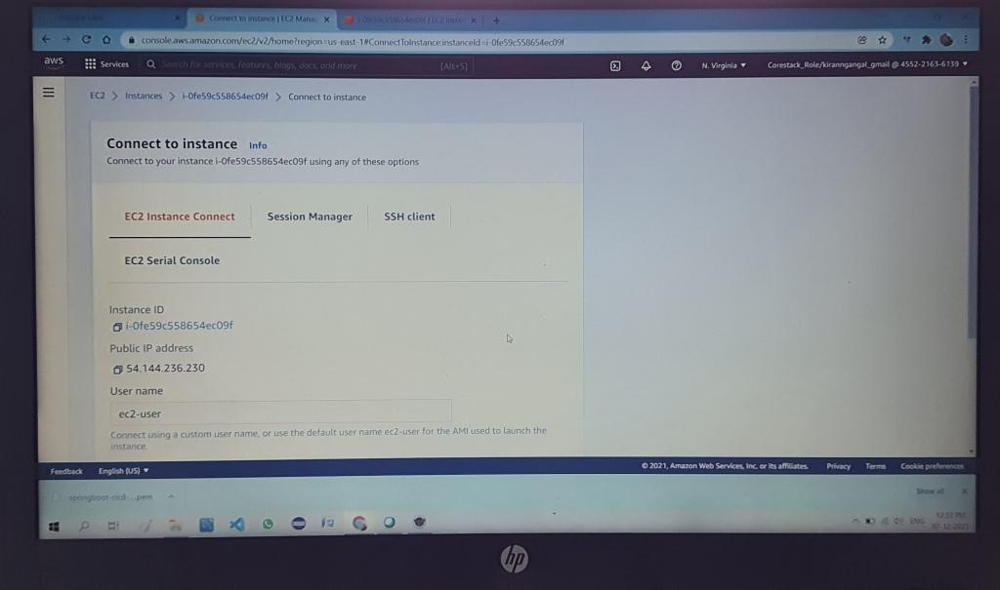 Connect to instance | EC2 Mana
console.aws.amazon.com/ec2/v2/home?region=us-east-1#ConnectToInstance:instanceId=i-0fe59c558654ec09f
aws
Services
Search for services, features, blogs, docs, and more
[Alt+S]
N. Virginia
Corestack_Role/kiranngangal_gmail @ 4552-2163-6139
EC2 > Instances > i-0fe59c558654ec09f > Connect to instance
Connect to instance Info
Connect to your instance i-0fe59c558654ec09f using any of these options
EC2 Instance Connect
Session Manager
SSH client
EC2 Serial Console
Instance ID
i-0fe59c558654ec09f
Public IP address
54.144.236.230
User name
ec2-user
Connect using a custom user name, or use the default user name ec2-user for the AMI used to launch the
instance.
Feedback English (US)
© 2021, Amazon Web Services, Inc. or its affiliates. Privacy Terms Cookie preferences
springboot-cicd-...pem
Show all
ENG
12:33 PM
07-12-2021
hp